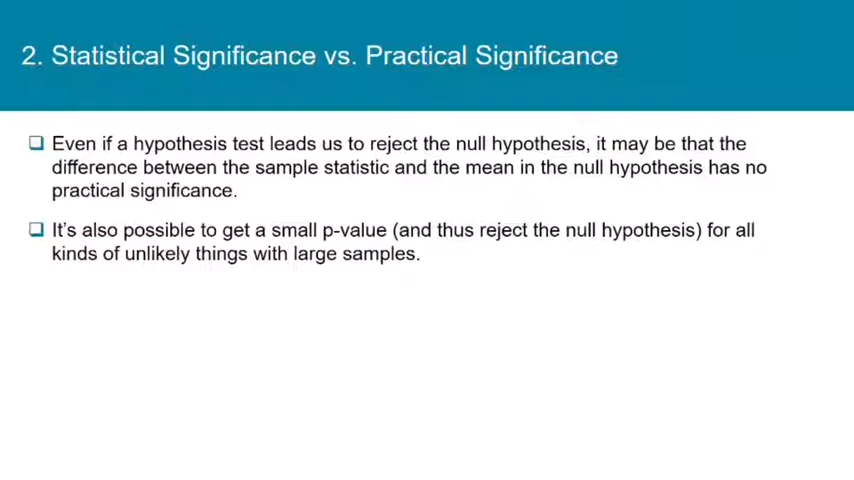 2. Statistical Significance vs. Practical Significance
Even if a hypothesis test leads us to reject the null hypothesis, it may be that the
difference between the sample statistic and the mean in the null hypothesis has no
practical significance.
It's also possible to get a small p-value (and thus reject the null hypothesis) for all
kinds of unlikely things with large samples.